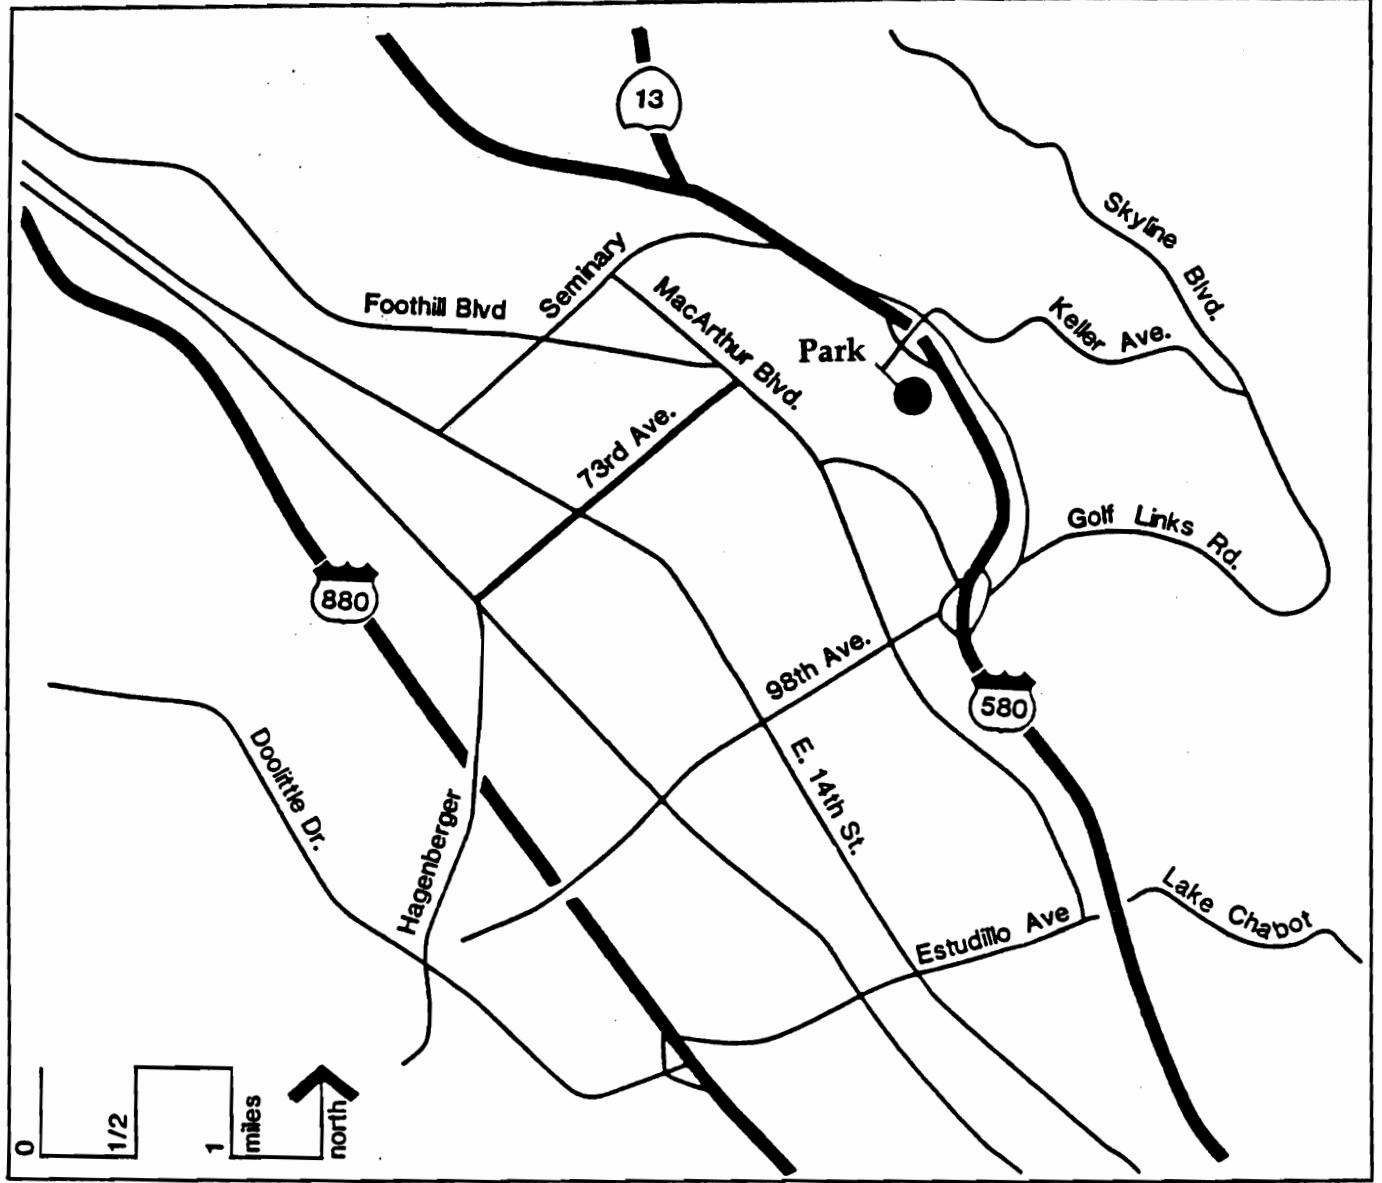 13
Skyline Blvd.
Seminary
Foothill Blvd
MacArthur Blvd.
Keller Ave.
Park
73rd Ave.
Golf Links Rd.
880
98th Ave.
580
Doolittle Dr.
E. 14th St.
Hagenberger
Lake Chabot
Estudillo Ave
0 1/2 1 miles
north